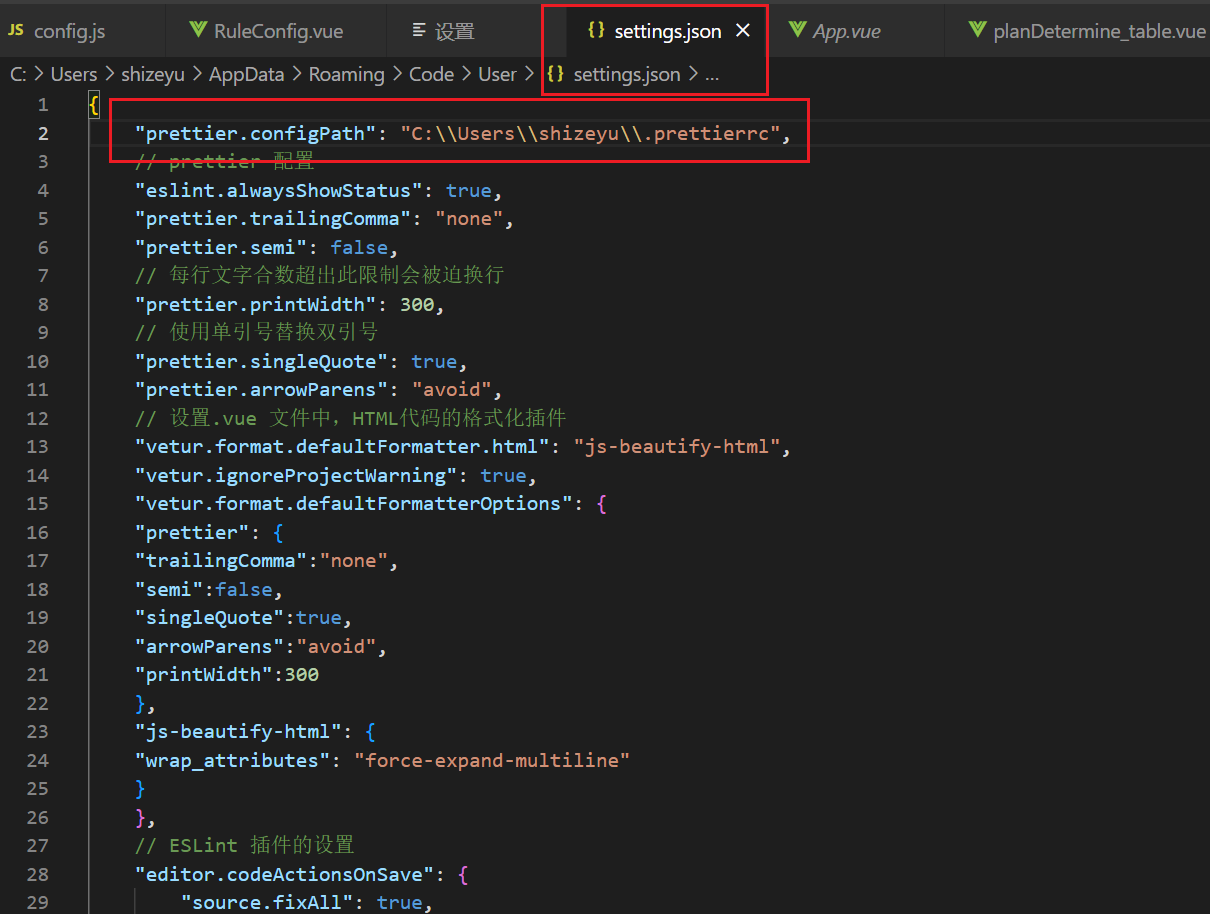 JS config.js RuleConfig.vue 设置 {} settings.json × App.vue planDetermine_table.vue
C: > Users > shizeyu > AppData > Roaming > Code > User > {} settings.json > ...
1 {
2 "prettier.configPath": "C:\\Users\\shizeyu\\.prettierrc",
3 // prettier 配置
4 "eslint.alwaysShowStatus": true,
5 "prettier.trailingComma": "none",
6 "prettier.semi": false,
7 // 每行文字合数超出此限制会被迫换行
8 "prettier.printWidth": 300,
9 // 使用单引号替换双引号
10 "prettier.singleQuote": true,
11 "prettier.arrowParens": "avoid",
12 // 设置.vue 文件中，HTML代码的格式化插件
13 "vetur.format.defaultFormatter.html": "js-beautify-html",
14 "vetur.ignoreProjectWarning": true,
15 "vetur.format.defaultFormatterOptions": {
16 "prettier": {
17 "trailingComma":"none",
18 "semi":false,
19 "singleQuote":true,
20 "arrowParens":"avoid",
21 "printWidth":300
22 },
23 "js-beautify-html": {
24 "wrap_attributes": "force-expand-multiline"
25 }
26 },
27 // ESLint 插件的设置
28 "editor.codeActionsOnSave": {
29 "source.fixAll": true,